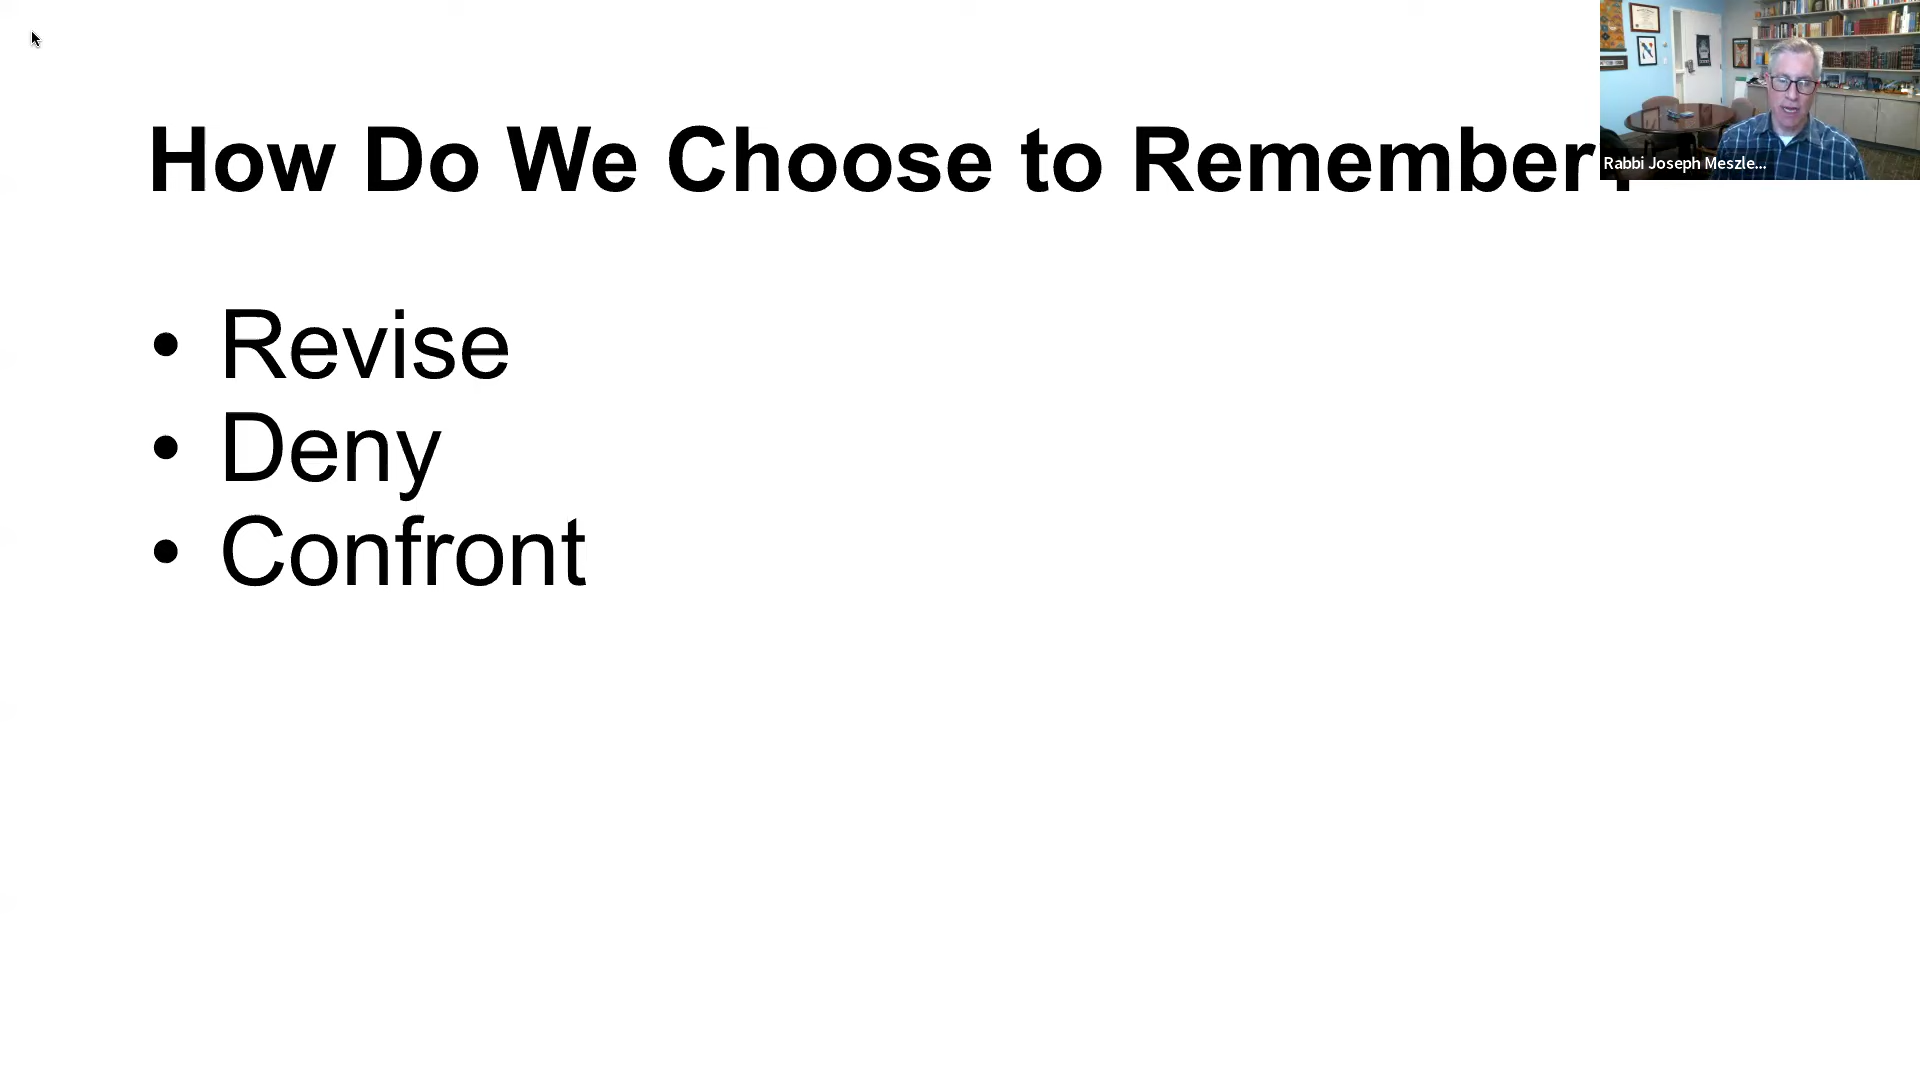 How Do We Choose to Remember?
Rabbi Joseph Meszle...
• Revise
• Deny
• Confront